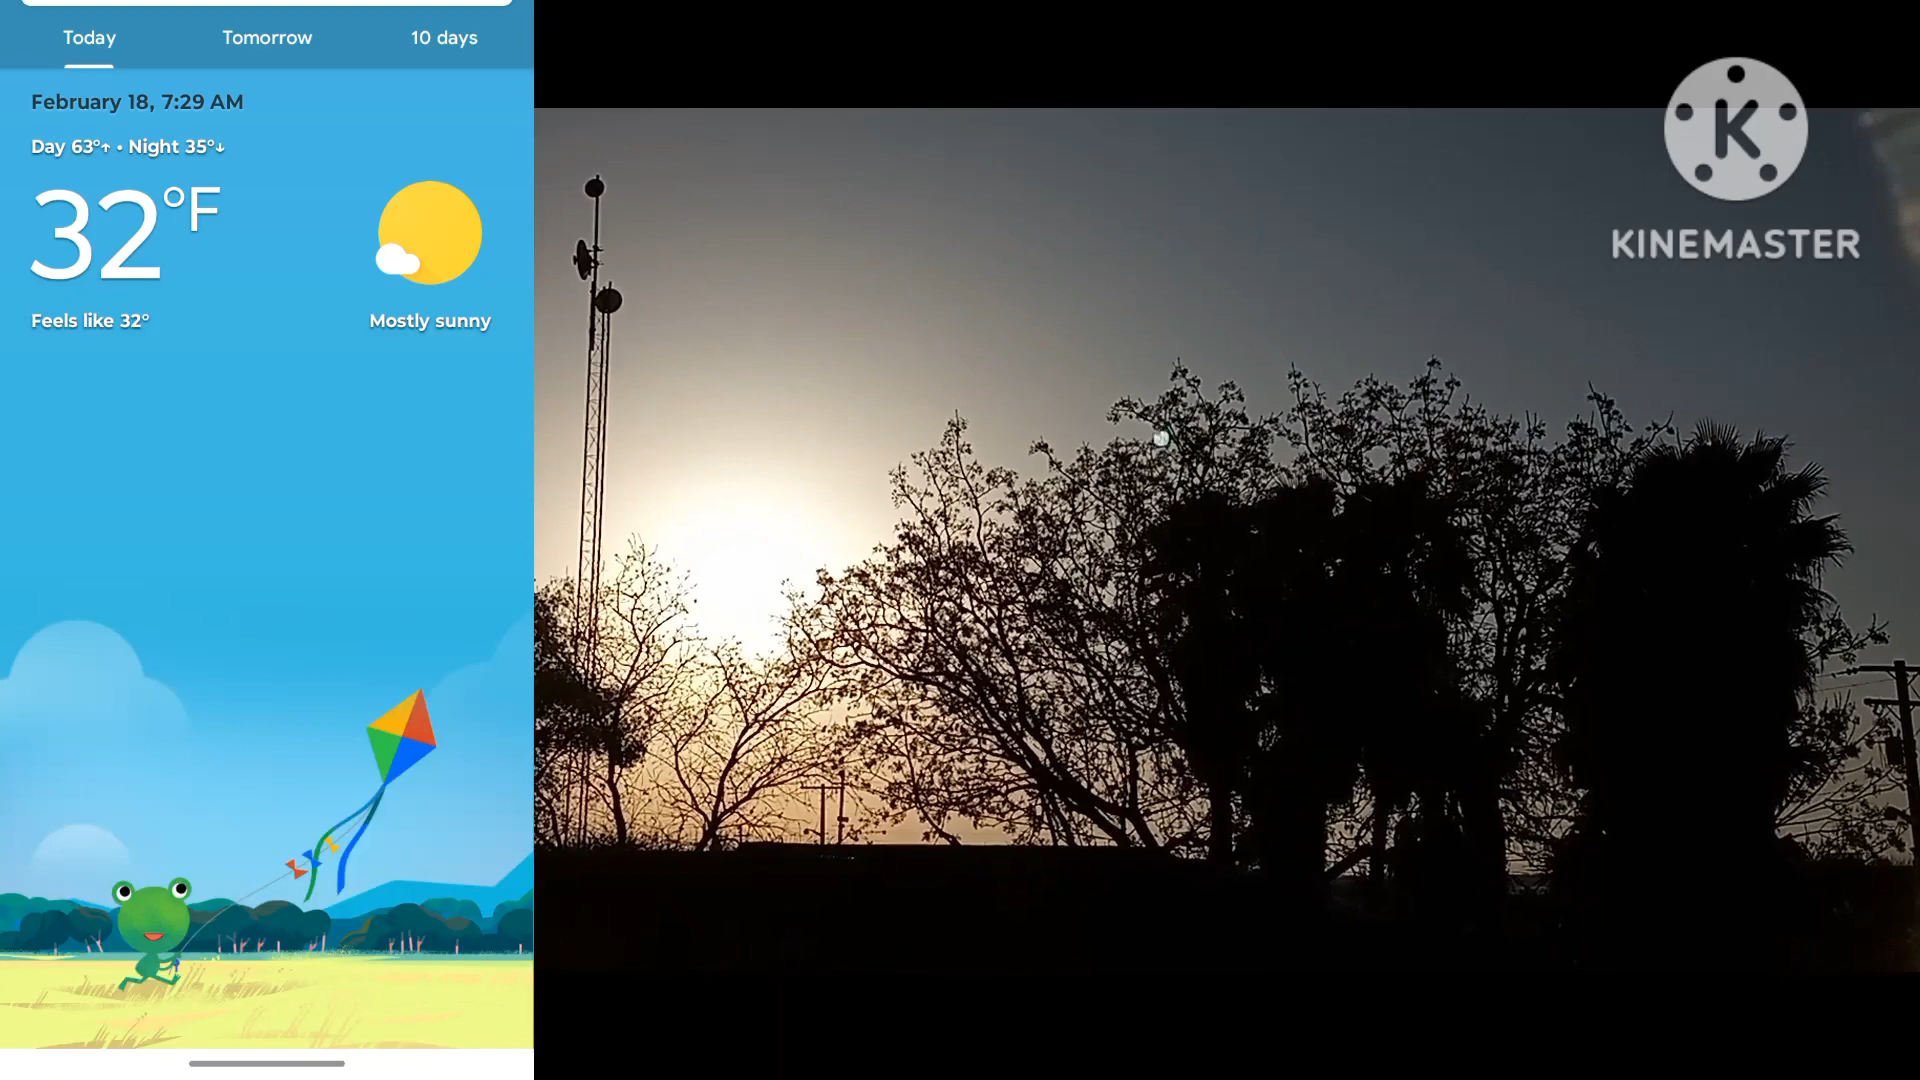 Today
Tomorrow
10 days
February 18, 7:29 AM
Day 63°↑ • Night 35°↓
32°F
Feels like 32°
Mostly sunny
K
KINEMASTER